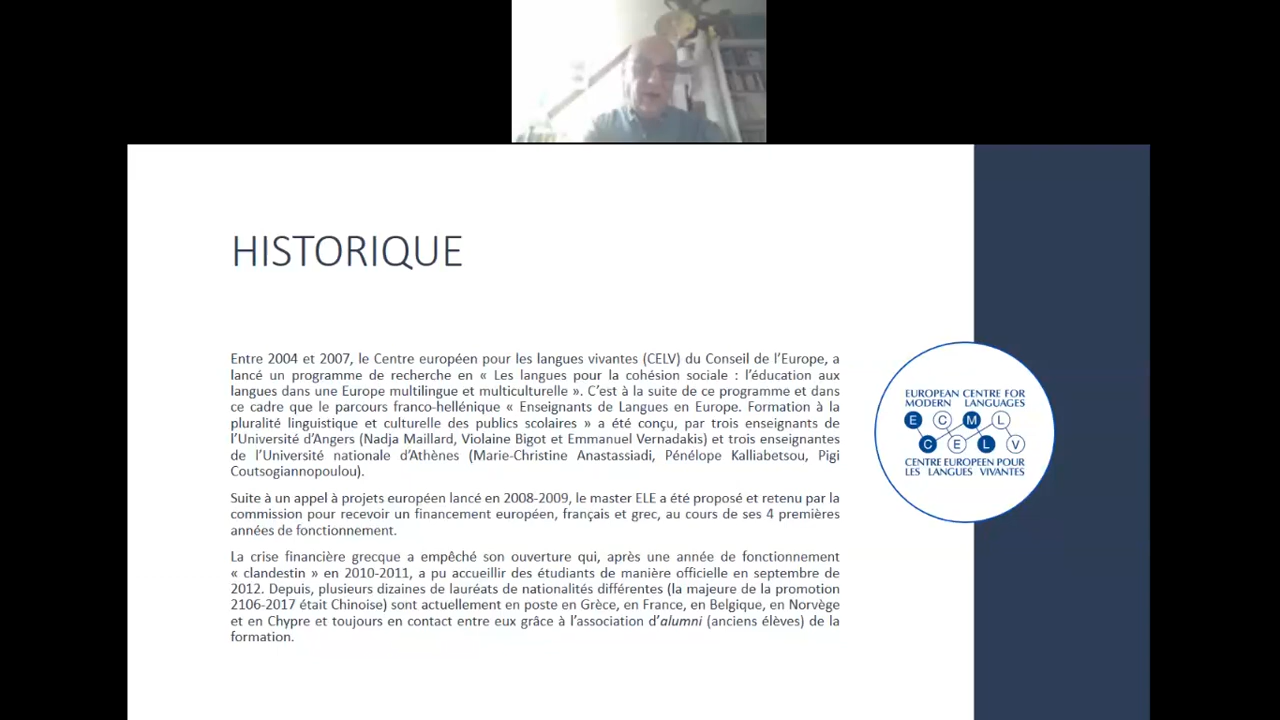 HISTORIQUE
Entre 2004 et 2007, le Centre européen pour les langues vivantes (CELV) du Conseil de l'Europe, a
lancé un programme de recherche en « Les langues pour la cohésion sociale : l'éducation aux
langues dans une Europe multilingue et multiculturelle ». C'est à la suite de ce programme et dans
ce cadre que le parcours franco-hellénique « Enseignants de Langues en Europe. Formation à la
pluralité linguistique et culturelle des publics scolaires » a été conçu, par trois enseignants de
l'Université d'Angers (Nadja Maillard, Violaine Bigot et Emmanuel Vernadakis) et trois enseignantes
de l'Université nationale d'Athènes (Marie-Christine Anastassiadi, Pénélope Kalliabetsou, Pigi
Coutsogiannopoulou).
Suite à un appel à projets européen lancé en 2008-2009, le master ELE a été proposé et retenu par la
commission pour recevoir un financement européen, français et grec, au cours de ses 4 premières
années de fonctionnement.
La crise financière grecque a empêché son ouverture qui, après une année de fonctionnement
« clandestin » en 2010-2011, a pu accueillir des étudiants de manière officielle en septembre de
2012. Depuis, plusieurs dizaines de lauréats de nationalités différentes (la majeure de la promotion
2106-2017 était Chinoise) sont actuellement en poste en Grèce, en France, en Belgique, en Norvège
et en Chypre et toujours en contact entre eux grâce à l'association d'alumni (anciens élèves) de la
formation.
EUROPEAN CENTRE FOR
MODERN LANGUAGES
E C M L
C E L V
CENTRE EUROPEEN POUR
LES LANGUES VIVANTES